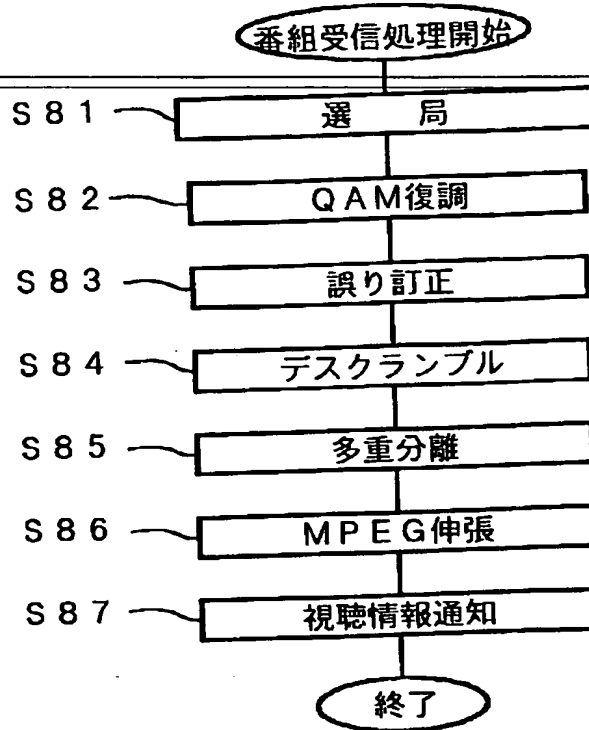 番組受信処理開始
S81 選 局
S82 QAM復調
S83 誤り訂正
S84 デスクランブル
S85 多重分離
S86 MPEG伸張
S87 視聴情報通知
終了